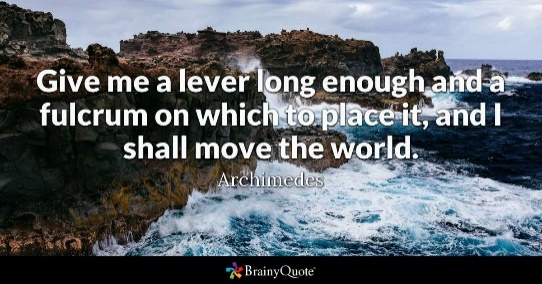 Give me a lever long enough and a
fulcrum on which to place it, and I
shall move the world.
Archimedes
BrainyQuote